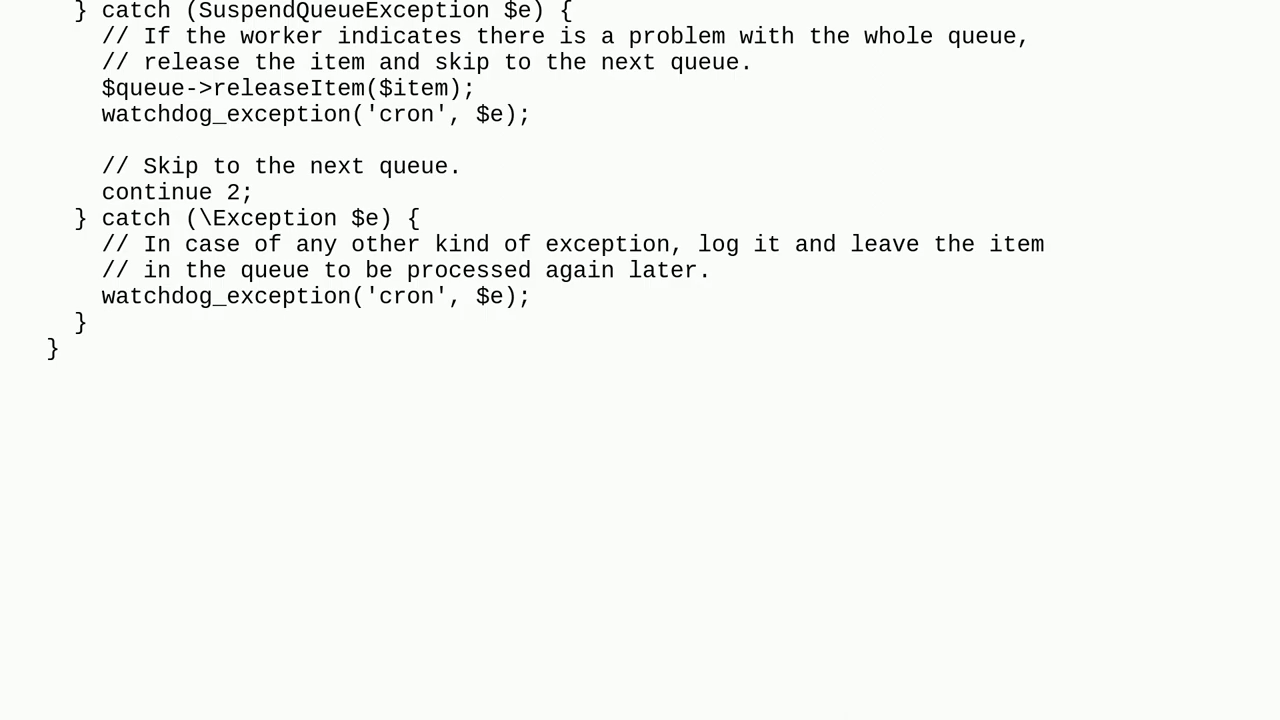 } catch (SuspendQueueException $e) {
// If the worker indicates there is a problem with the whole queue,
// release the item and skip to the next queue.
$queue->releaseItem($item);
watchdog_exception('cron', $e);
// Skip to the next queue.
continue 2;
} catch (\Exception $e) {
// In case of any other kind of exception, log it and leave the item
// in the queue to be processed again later.
watchdog_exception('cron', $e);
}
}